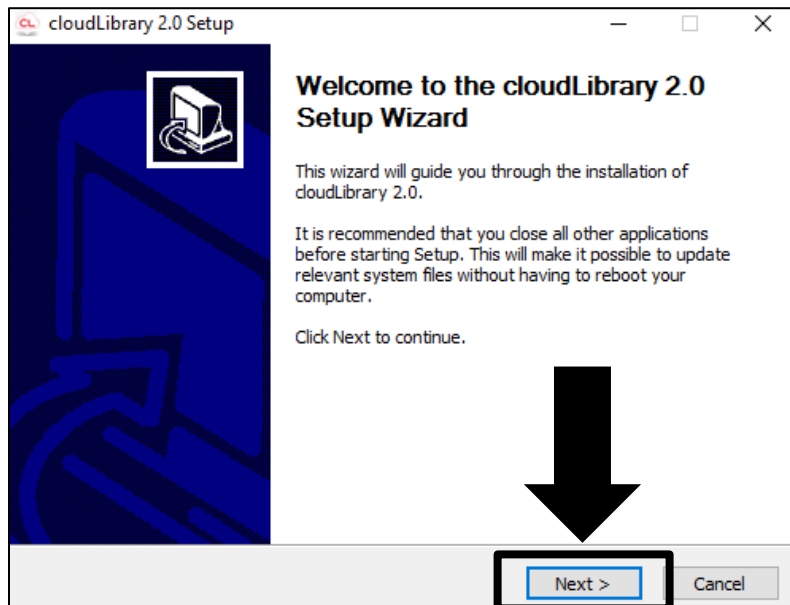 CL cloudLibrary 2.0 Setup
Welcome to the cloudLibrary 2.0
Setup Wizard
This wizard will guide you through the installation of
cloudLibrary 2.0.
It is recommended that you close all other applications
before starting Setup. This will make it possible to update
relevant system files without having to reboot your
computer.
Click Next to continue.
Next > Cancel